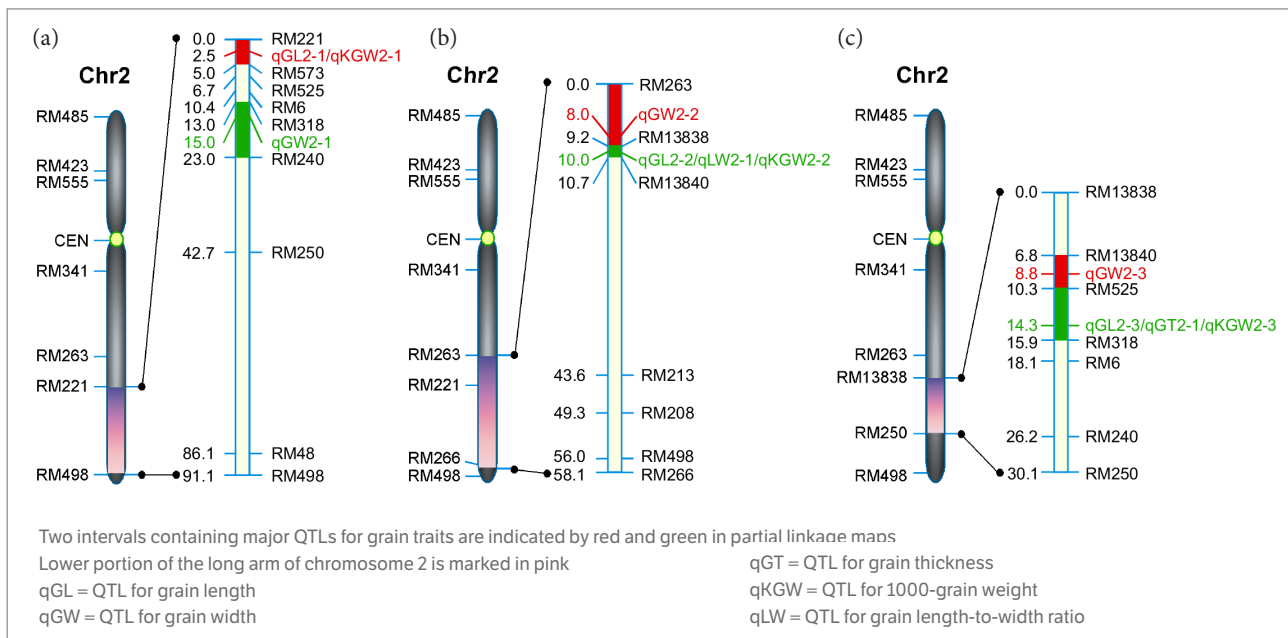 (a)
Chr2
RM485
RM423
RM555
CEN
RM341
RM263
RM221
RM498
0.0 RM221
2.5 qGL2-1/qKGW2-1
5.0 RM573
6.7 RM525
10.4 RM6
13.0 RM318
15.0 qGW2-1
23.0 RM240
42.7 RM250
86.1 RM48
91.1 RM498
(b)
Chr2
RM485
RM423
RM555
CEN
RM341
RM263
RM221
RM266
RM498
0.0 RM263
8.0 qGW2-2
9.2 RM13838
10.0 qGL2-2/qLW2-1/qKGW2-2
10.7 RM13840
43.6 RM213
49.3 RM208
56.0 RM498
58.1 RM266
(c)
Chr2
RM485
RM423
RM555
CEN
RM341
RM263
RM13838
RM250
RM498
0.0 RM13838
6.8 RM13840
8.8 qGW2-3
10.3 RM525
14.3 qGL2-3/qGT2-1/qKGW2-3
15.9 RM318
18.1 RM6
26.2 RM240
30.1 RM250
Two intervals containing major QTLs for grain traits are indicated by red and green in partial linkage maps
Lower portion of the long arm of chromosome 2 is marked in pink
qGL = QTL for grain length
qGW = QTL for grain width
qGT = QTL for grain thickness
qKGW = QTL for 1000-grain weight
qLW = QTL for grain length-to-width ratio